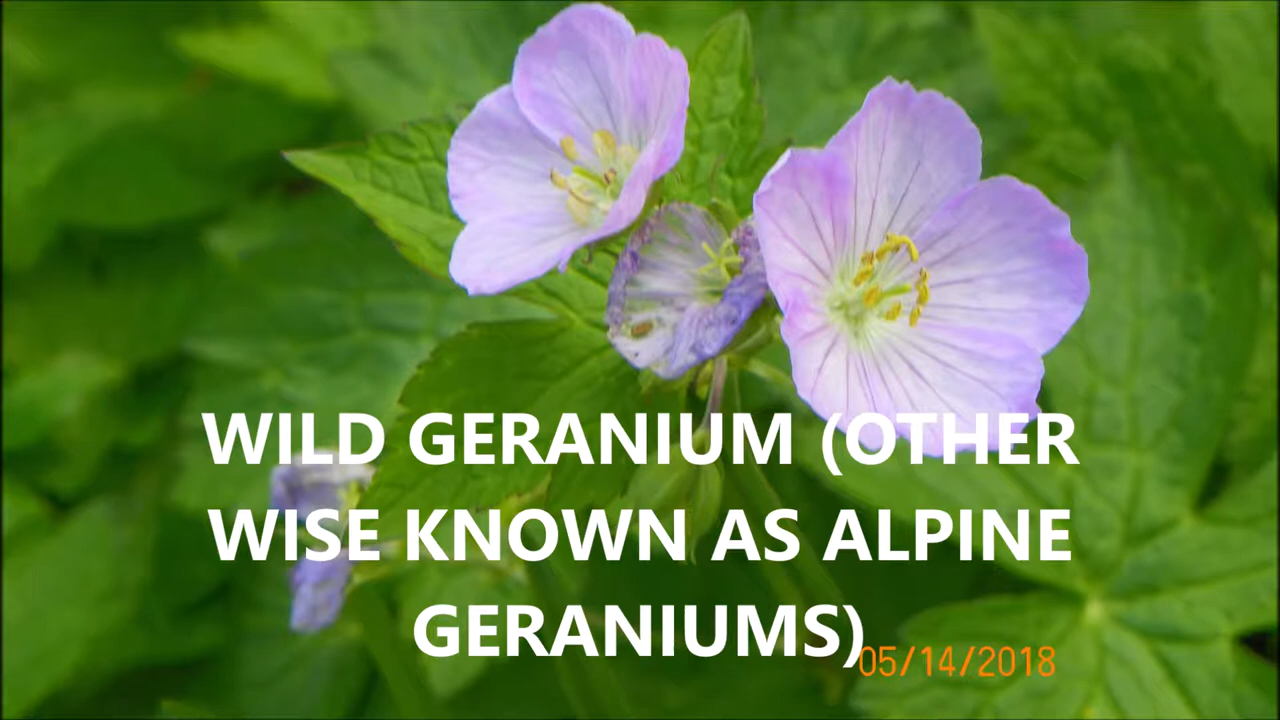 WILD GERANIUM (OTHER
WISE KNOWN AS ALPINE
GERANIUMS)
05/14/2018